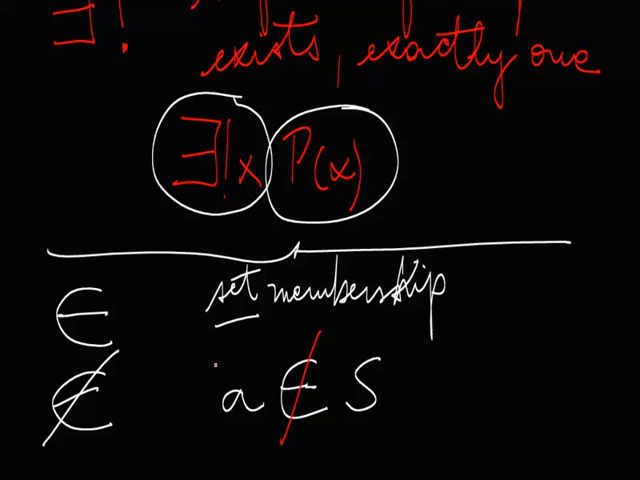 ∃!
exists, exactly one
∃!x P(x)
∈ set membership
∉ a ∉ S